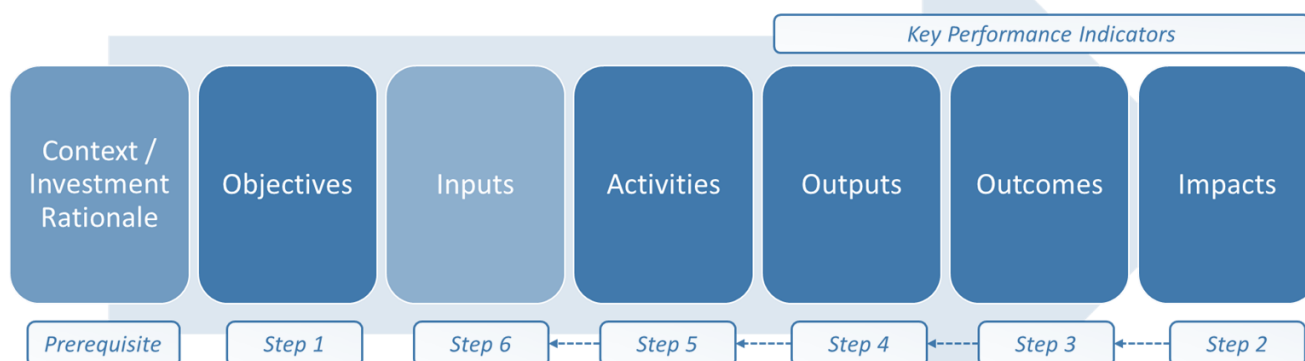 Key Performance Indicators
Context /
Investment
Rationale
Objectives
Inputs
Activities
Outputs
Outcomes
Impacts
Prerequisite
Step 1
Step 6
Step 5
Step 4
Step 3
Step 2